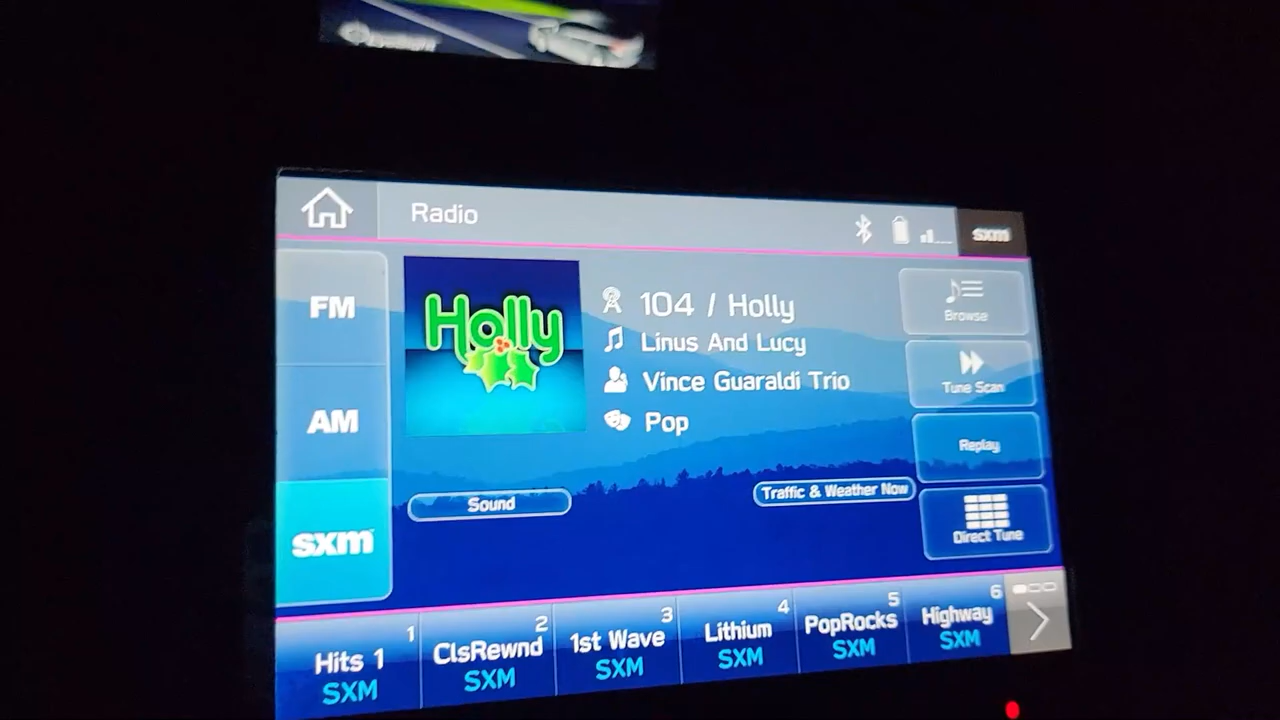 Radio
sxm
FM
AM
sxm
Holly
104 / Holly
Linus And Lucy
Vince Guaraldi Trio
Pop
Browse
Tune Scan
Replay
Direct Tune
Sound
Traffic & Weather Now
1
Hits 1
SXM
2
ClsRewnd
SXM
3
1st Wave
SXM
4
Lithium
SXM
5
PopRocks
SXM
6
Highway
SXM